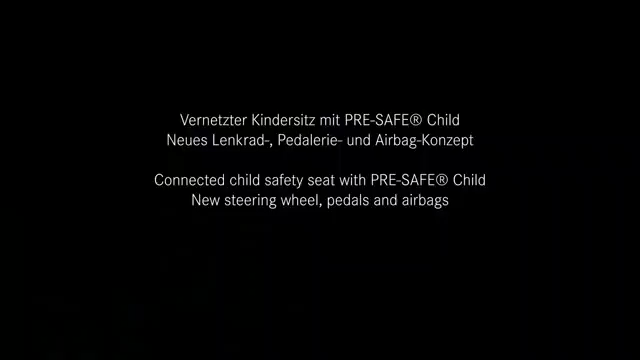 Vernetzter Kindersitz mit PRE-SAFE® Child
Neues Lenkrad-, Pedalerie- und Airbag-Konzept
Connected child safety seat with PRE-SAFE® Child
New steering wheel, pedals and airbags